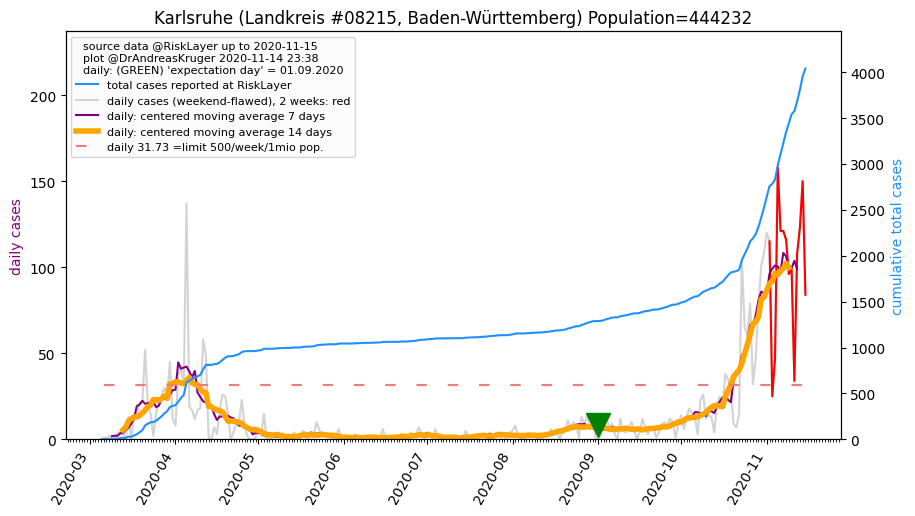 Karlsruhe (Landkreis #08215, Baden-Württemberg) Population=444232
source data @RiskLayer up to 2020-11-15
plot @DrAndreasKruger 2020-11-14 23:38
daily: (GREEN) 'expectation day' = 01.09.2020
total cases reported at RiskLayer
daily cases (weekend-flawed), 2 weeks: red
daily: centered moving average 7 days
daily: centered moving average 14 days
daily 31.73 =limit 500/week/1mio pop.
daily cases
200
150
100
50
0
cumulative total cases
4000
3500
3000
2500
2000
1500
1000
500
0
2020-03
2020-04
2020-05
2020-06
2020-07
2020-08
2020-09
2020-10
2020-11